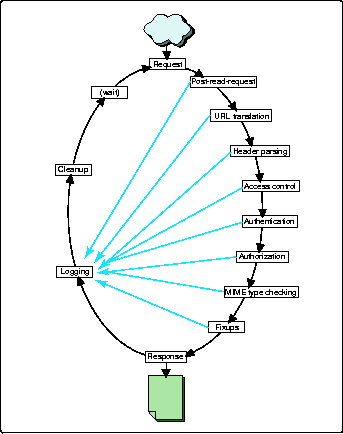 Request
Post-read-request
(wait)
URL translation
Header parsing
Cleanup
Access control
Authentication
Authorization
Logging
MIME type checking
Fixups
Response